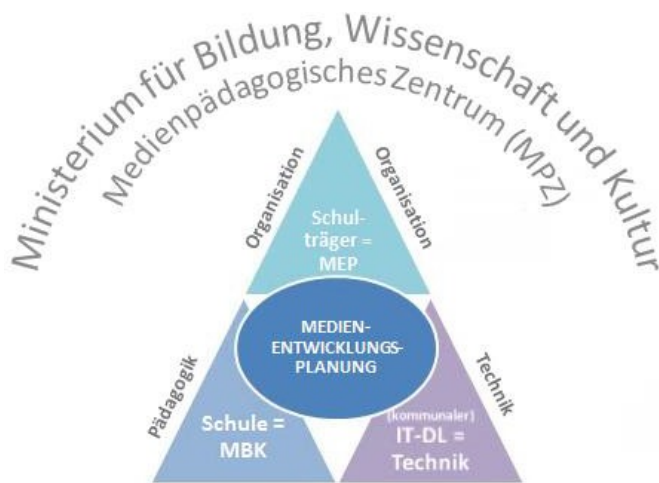 Ministerium für Bildung, Wissenschaft und Kultur
Medienpädagogisches Zentrum (MPZ)
Organisation
Organisation
Schul-
träger =
MEP
MEDIEN-
ENTWICKLUNGS-
PLANUNG
Pädagogik
Technik
Schule =
MBK
(kommunaler)
IT-DL =
Technik